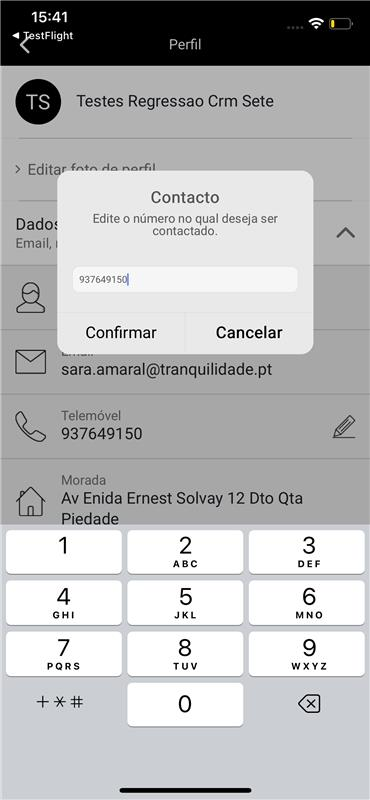 15:41
◀ TestFlight
Perfil
TS
Testes Regressao Crm Sete
Editar foto de perfil
Contacto
Edite o número no qual deseja ser
contactado.
937649150
Confirmar
Cancelar
Dados
Email,
Email
sara.amaral@tranquilidade.pt
Telemóvel
937649150
Morada
Av Enida Ernest Solvay 12 Dto Qta
Piedade
1
2
ABC
3
DEF
4
GHI
5
JKL
6
MNO
7
PQRS
8
TUV
9
WXYZ
+*#
0